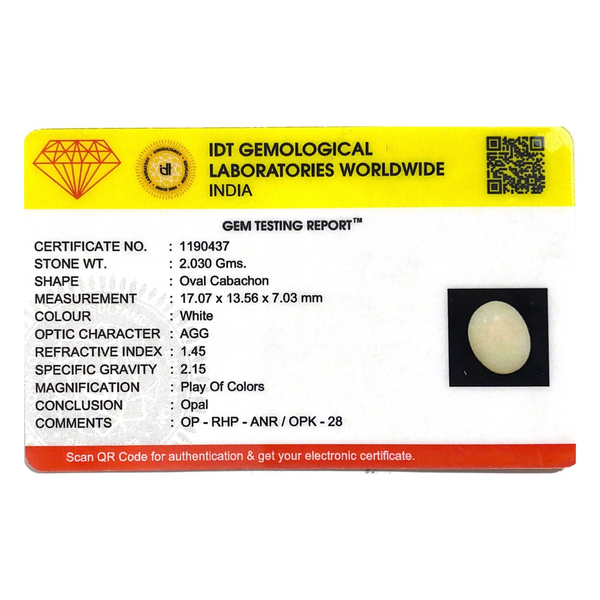 IDT GEMOLOGICAL
LABORATORIES WORLDWIDE
INDIA
GEM TESTING REPORT™
CERTIFICATE NO. : 1190437
STONE WT. : 2.030 Gms.
SHAPE : Oval Cabachon
MEASUREMENT : 17.07 x 13.56 x 7.03 mm
COLOUR : White
OPTIC CHARACTER : AGG
REFRACTIVE INDEX : 1.45
SPECIFIC GRAVITY : 2.15
MAGNIFICATION : Play Of Colors
CONCLUSION : Opal
COMMENTS : OP - RHP - ANR / OPK - 28
Scan QR Code for authentication & get your electronic certificate.